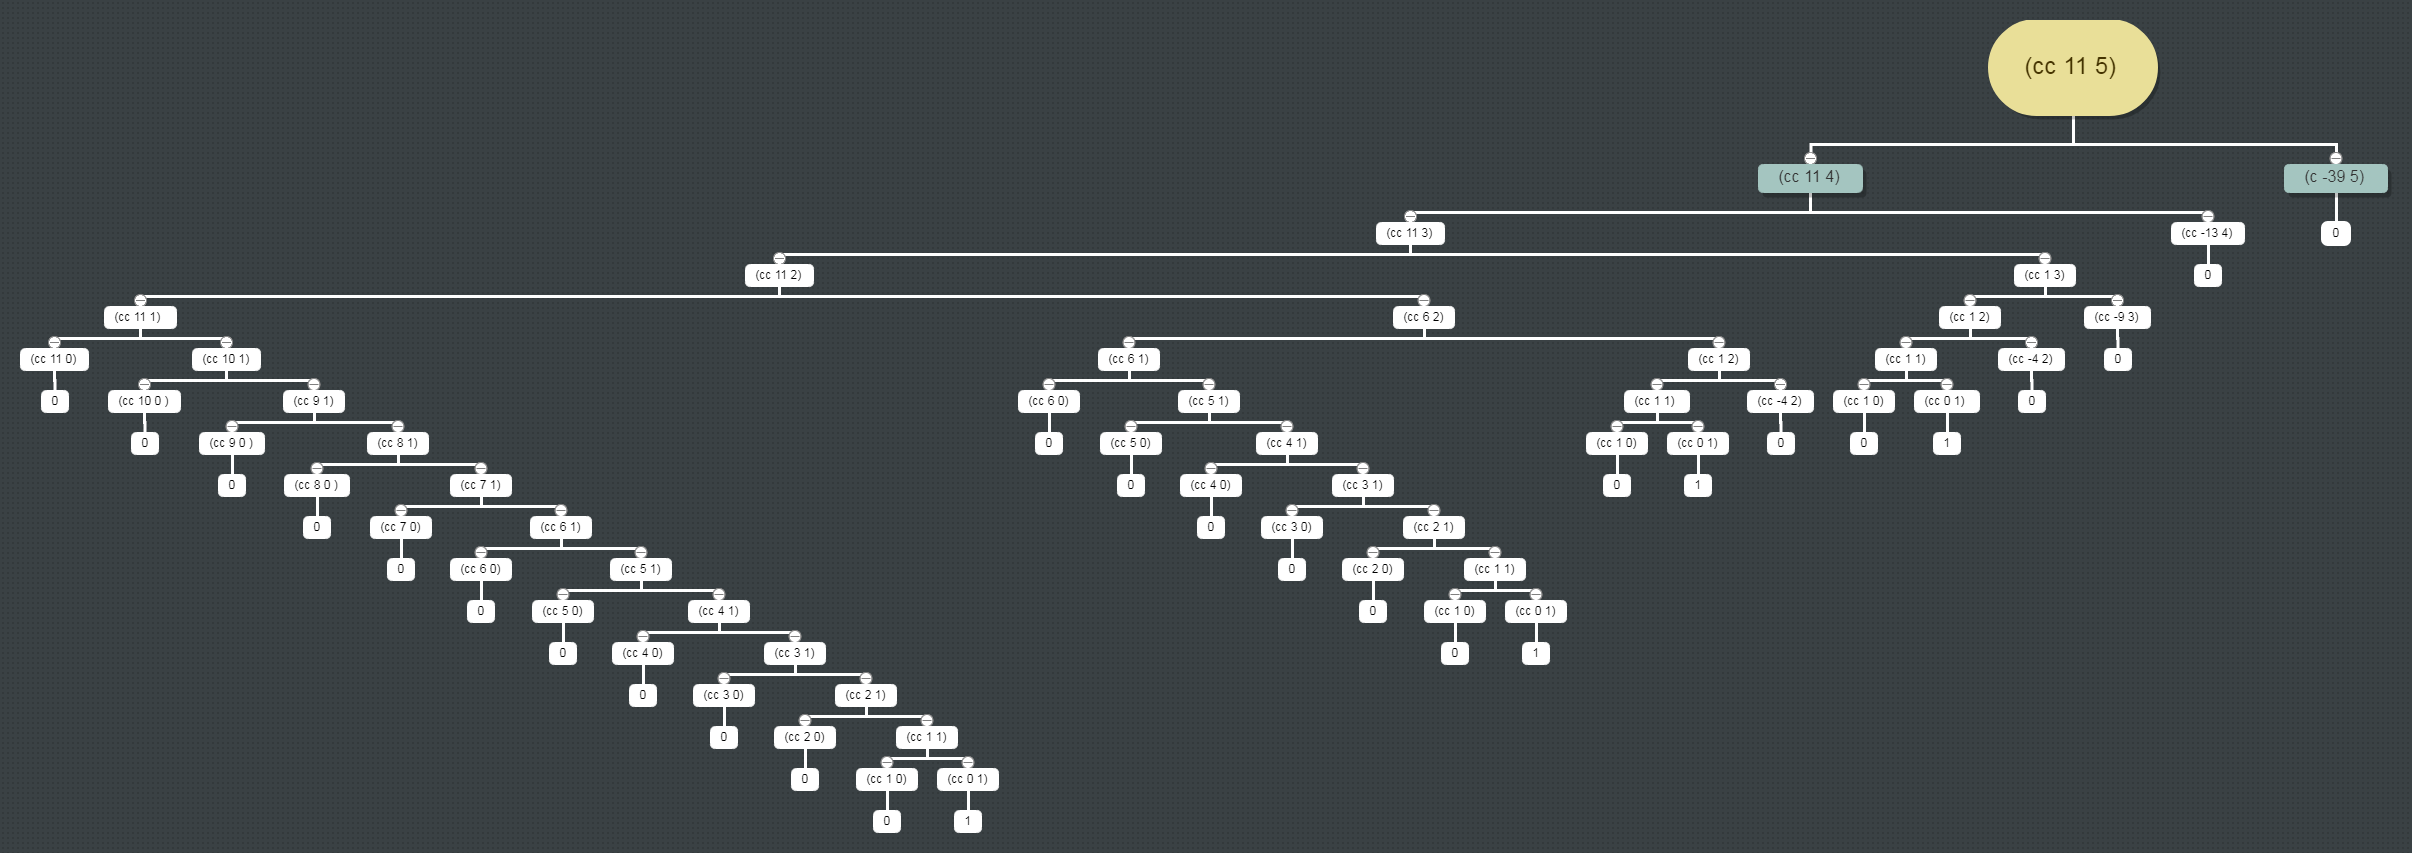 (cc 11 5)
(cc 11 4)
(c -39 5)
(cc 11 3)
(cc -13 4)
0
(cc 11 2)
(cc 1 3)
0
(cc 11 1)
(cc 6 2)
(cc 1 2)
(cc -9 3)
(cc 11 0)
(cc 10 1)
(cc 6 1)
(cc 1 2)
(cc 1 1)
(cc -4 2)
0
0
(cc 10 0 )
(cc 9 1)
(cc 6 0)
(cc 5 1)
(cc 1 1)
(cc -4 2)
(cc 1 0)
(cc 0 1)
0
0
(cc 9 0 )
(cc 8 1)
0
(cc 5 0)
(cc 4 1)
(cc 1 0)
(cc 0 1)
0
0
1
0
(cc 8 0 )
(cc 7 1)
0
(cc 4 0)
(cc 3 1)
0
1
0
(cc 7 0)
(cc 6 1)
0
(cc 3 0)
(cc 2 1)
0
(cc 6 0)
(cc 5 1)
0
(cc 2 0)
(cc 1 1)
0
(cc 5 0)
(cc 4 1)
0
(cc 1 0)
(cc 0 1)
0
(cc 4 0)
(cc 3 1)
0
1
0
(cc 3 0)
(cc 2 1)
0
(cc 2 0)
(cc 1 1)
0
(cc 1 0)
(cc 0 1)
0
1